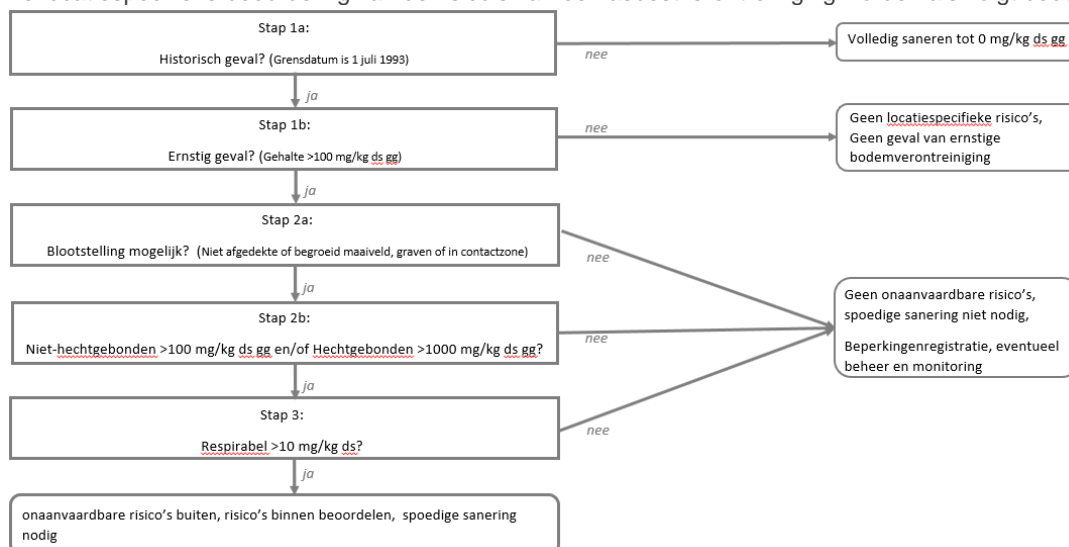 Stap 1a:
Historisch geval? (Grensdatum is 1 juli 1993)
nee
Volledig saneren tot 0 mg/kg ds gg
ja
Stap 1b:
Ernstig geval? (Gehalte >100 mg/kg ds gg)
nee
Geen locatiespecifieke risico's,
Geen geval van ernstige
bodemverontreiniging
ja
Stap 2a:
Blootstelling mogelijk? (Niet afgedekte of begroeid maaiveld, graven of in contactzone)
nee
ja
Stap 2b:
Niet-hechtgebonden >100 mg/kg ds gg en/of Hechtgebonden >1000 mg/kg ds gg?
nee
Geen onaanvaardbare risico's,
spoedige sanering niet nodig,
Beperkingenregistratie, eventueel
beheer en monitoring
ja
Stap 3:
Respirabel >10 mg/kg ds?
nee
ja
onaanvaardbare risico's buiten, risico's binnen beoordelen, spoedige sanering
nodig